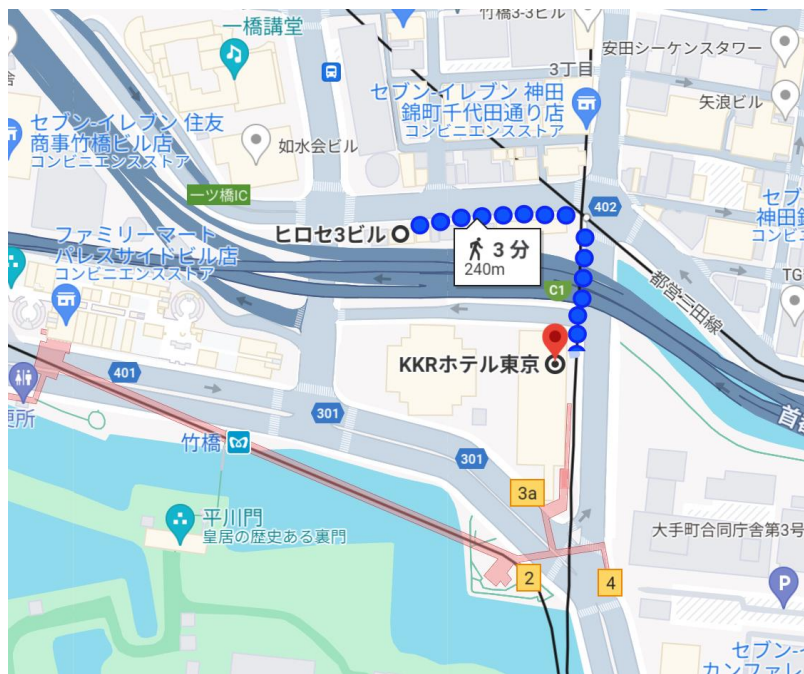 一橋講堂
竹橋3-3ビル
安田シーケンスタワー
3丁目
セブン-イレブン 神田
錦町千代田通り店
コンビニエンスストア
矢浪ビル
セブン-イレブン 住友
商事竹橋ビル店
コンビニエンスストア
如水会ビル
一ツ橋IC
402
ヒロセ3ビル
3 分
240m
ファミリーマート
パレスサイドビル店
コンビニエンスストア
C1
都営三田線
TG
KKRホテル東京
401
301
竹橋
301
首都
3a
平川門
皇居の歴史ある裏門
大手町合同庁舎第3号
2
4
P
セブン-イ
カンファレ